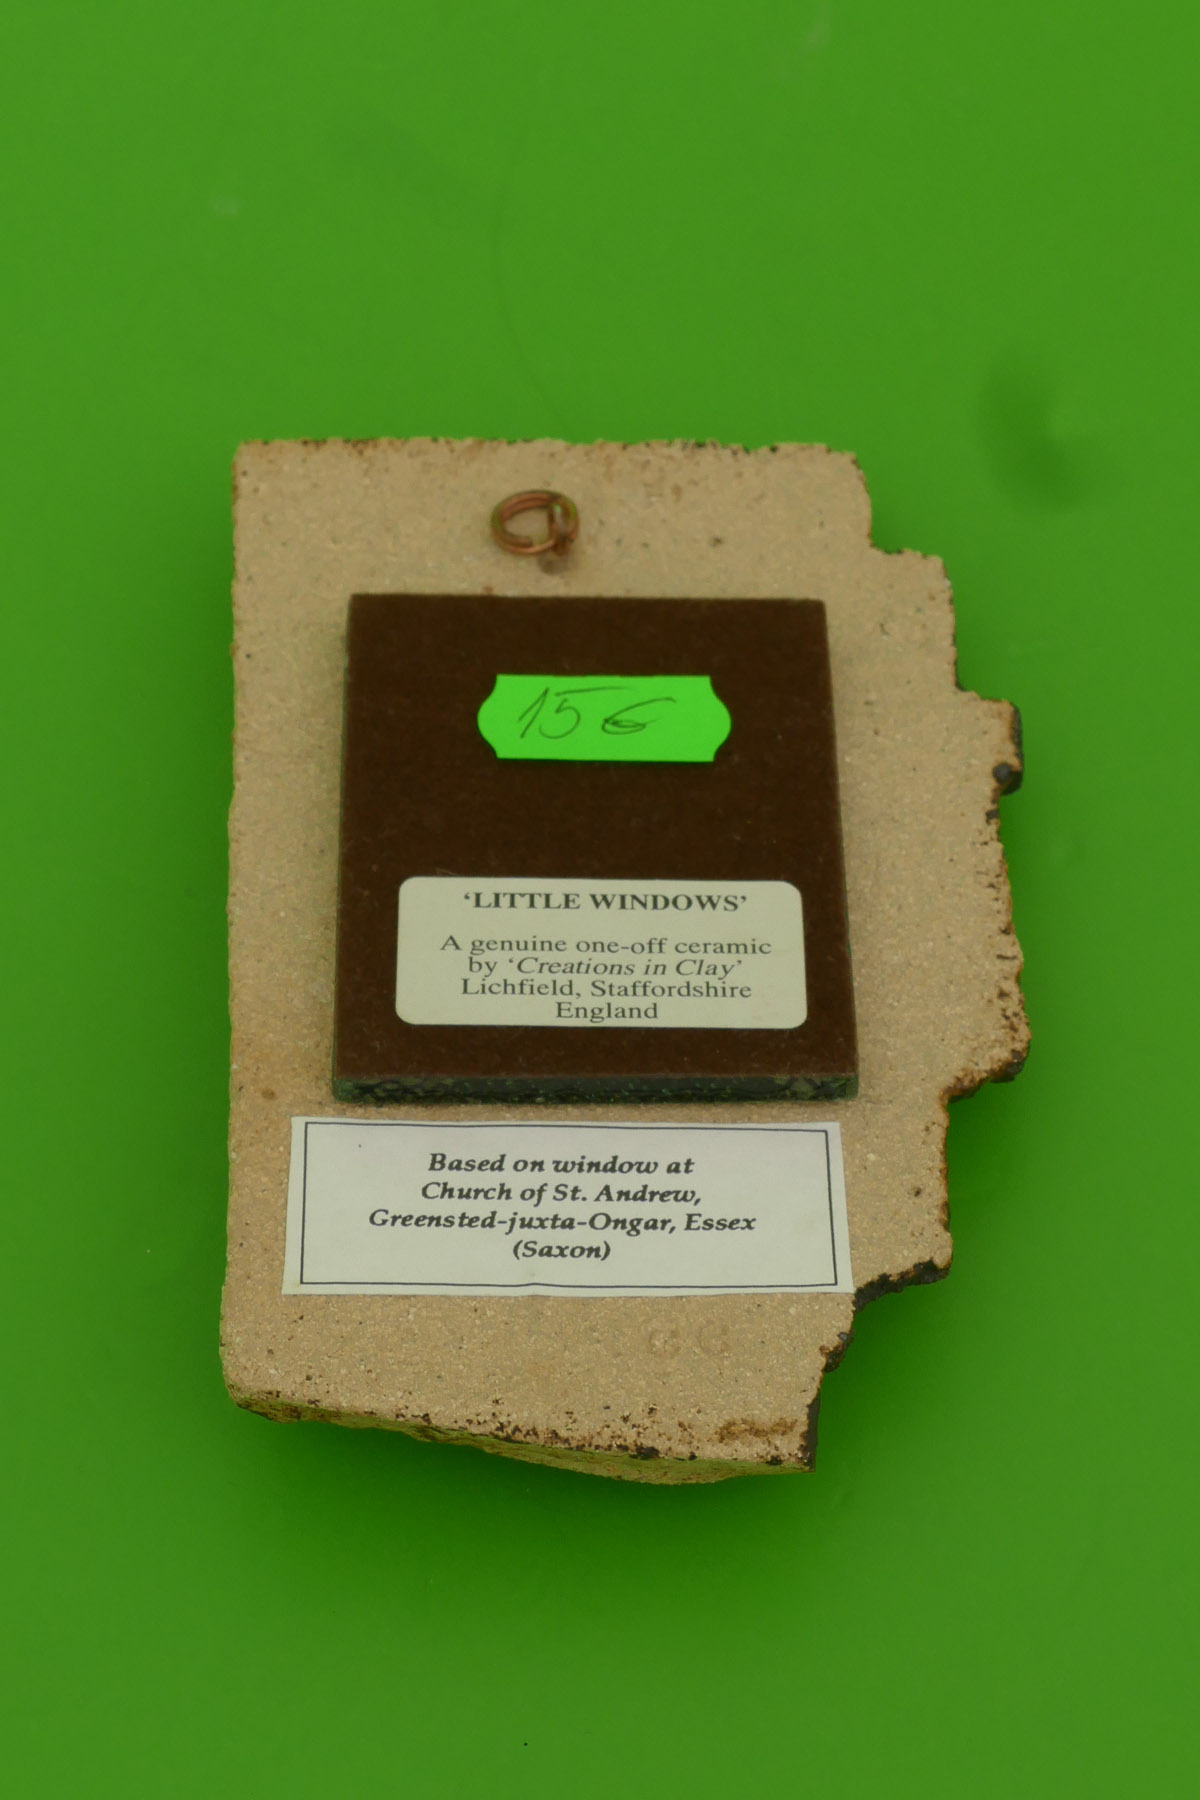 15 €
‘LITTLE WINDOWS’
A genuine one-off ceramic
by ‘Creations in Clay’
Lichfield, Staffordshire
England
Based on window at
Church of St. Andrew,
Greensted-juxta-Ongar, Essex
(Saxon)